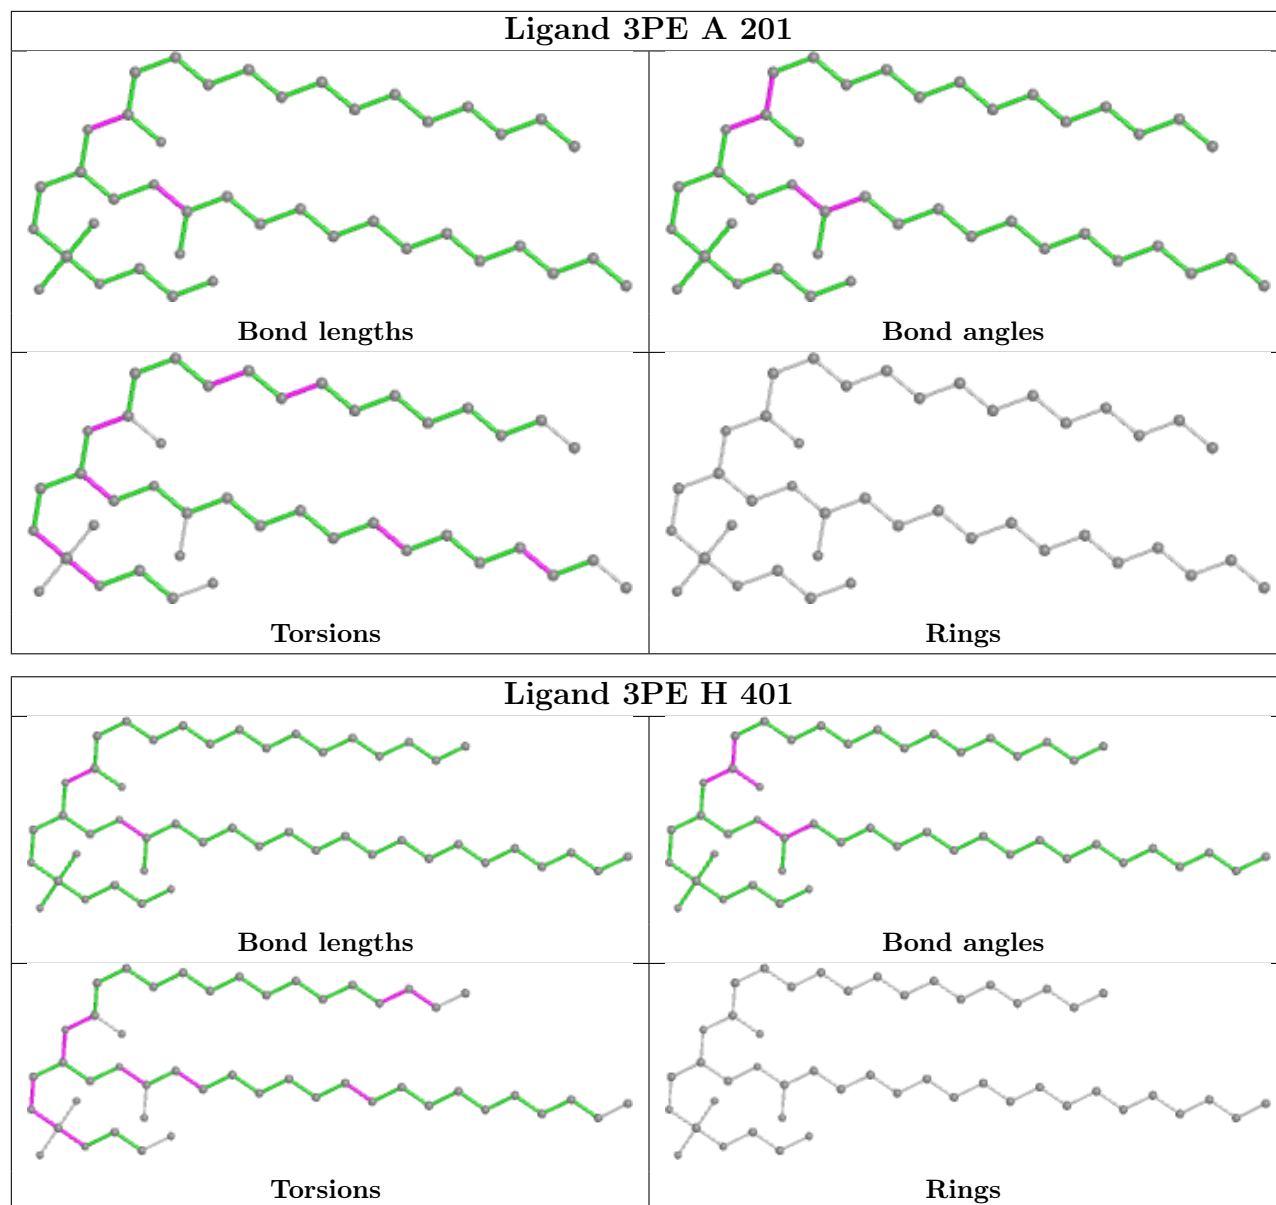 Ligand 3PE A 201
Bond lengths
Bond angles
Torsions
Rings
Ligand 3PE H 401
Bond lengths
Bond angles
Torsions
Rings